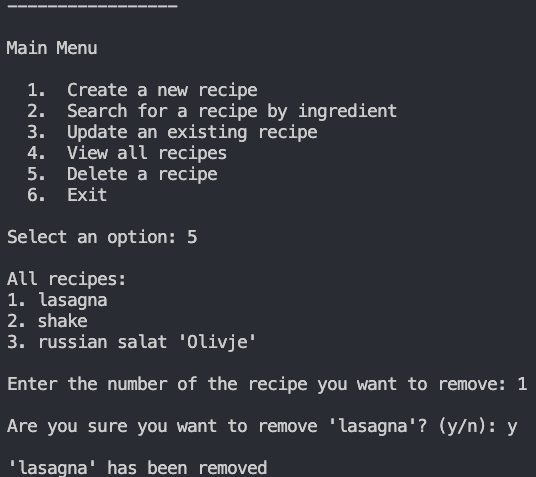 -----------------
Main Menu
1. Create a new recipe
2. Search for a recipe by ingredient
3. Update an existing recipe
4. View all recipes
5. Delete a recipe
6. Exit
Select an option: 5
All recipes:
1. lasagna
2. shake
3. russian salat 'Olivje'
Enter the number of the recipe you want to remove: 1
Are you sure you want to remove 'lasagna'? (y/n): y
'lasagna' has been removed